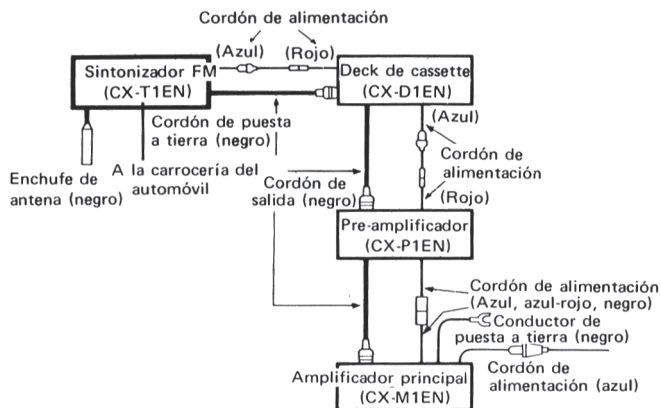 Cordón de alimentación
(Azul)
(Rojo)
Sintonizador FM
(CX-T1EN)
Deck de cassette
(CX-D1EN)
Cordón de puesta
a tierra (negro)
(Azul)
Cordón de
alimentación
(Rojo)
Enchufe de
antena (negro)
A la carrocería del
automóvil
Cordón de
salida (negro)
Pre-amplificador
(CX-P1EN)
Cordón de alimentación
(Azul, azul-rojo, negro)
Conductor de
puesta a tierra (negro)
Cordón de
alimentación (azul)
Amplificador principal
(CX-M1EN)